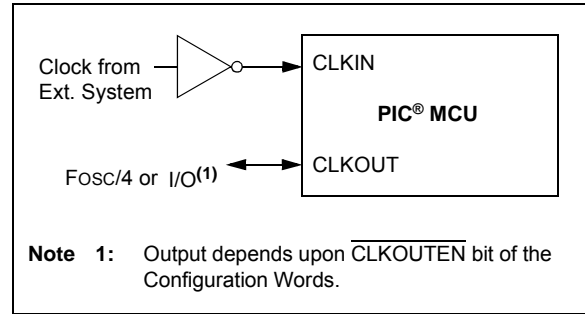 Clock from
Ext. System
CLKIN
PIC® MCU
FOSC/4 or I/O(1)
CLKOUT
Note 1: Output depends upon CLKOUTEN bit of the
Configuration Words.